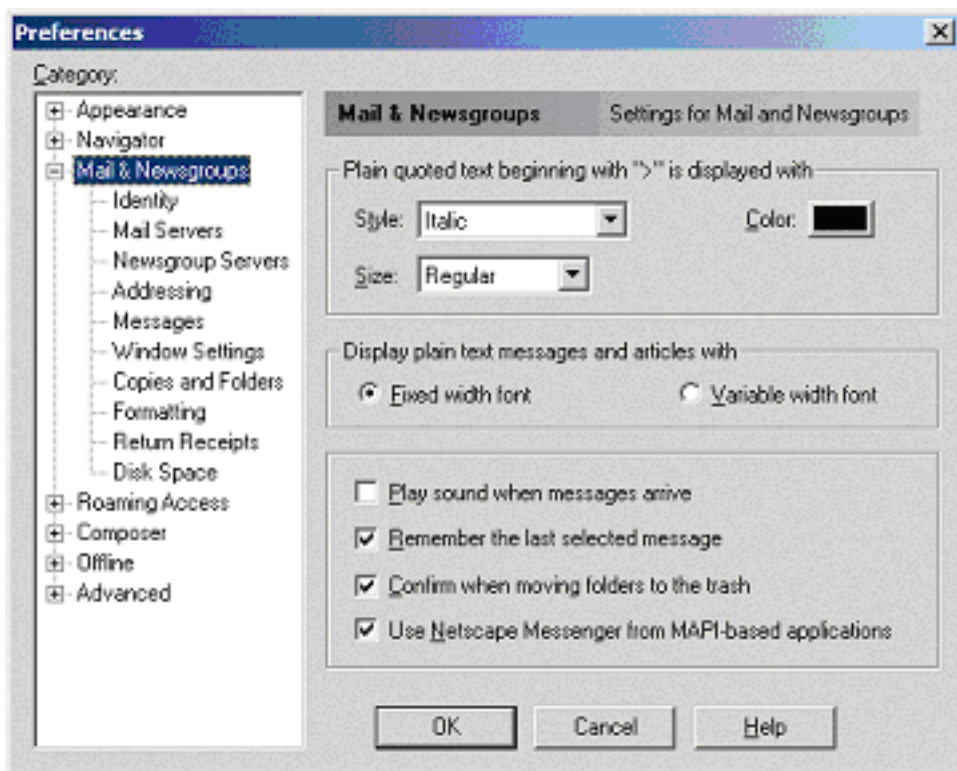 Preferences
Category:
Appearance
Navigator
Mail & Newsgroups
Identity
Mail Servers
Newsgroup Servers
Addressing
Messages
Window Settings
Copies and Folders
Formatting
Return Receipts
Disk Space
Roaming Access
Composer
Offline
Advanced
Mail & Newsgroups Settings for Mail and Newsgroups
Plain quoted text beginning with ">" is displayed with
Style: Italic Color:
Size: Regular
Display plain text messages and articles with
Fixed width font Variable width font
Play sound when messages arrive
Remember the last selected message
Confirm when moving folders to the trash
Use Netscape Messenger from MAPI-based applications
OK Cancel Help